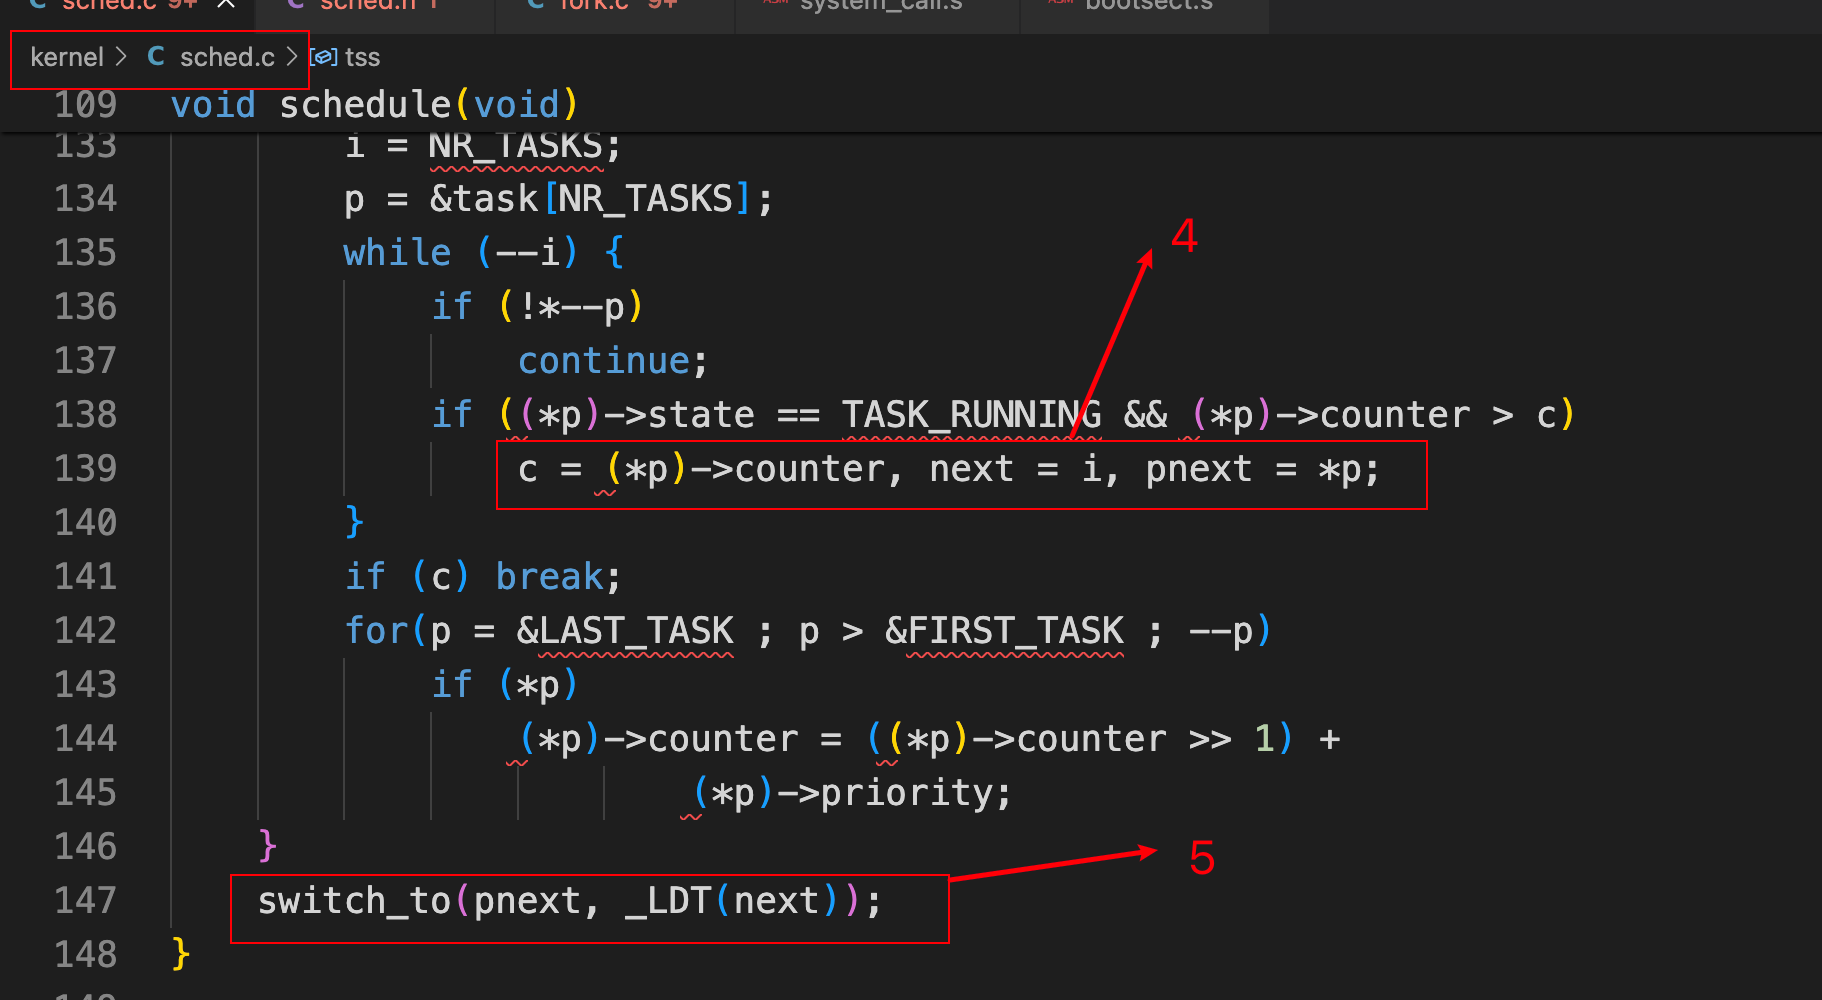 sched.c 9+ sched.h 1 fork.c 9+ ASM system_call.s ASM bootsect.s
kernel > C sched.c > tss
109 void schedule(void)
133 i = NR_TASKS;
134 p = &task[NR_TASKS];
135 while (--i) {
136 if (!*--p)
137 continue;
138 if ((*p)->state == TASK_RUNNING && (*p)->counter > c)
139 c = (*p)->counter, next = i, pnext = *p;
140 }
141 if (c) break;
142 for(p = &LAST_TASK ; p > &FIRST_TASK ; --p)
143 if (*p)
144 (*p)->counter = ((*p)->counter >> 1) +
145 (*p)->priority;
146 }
147 switch_to(pnext, _LDT(next));
148 }
4
5